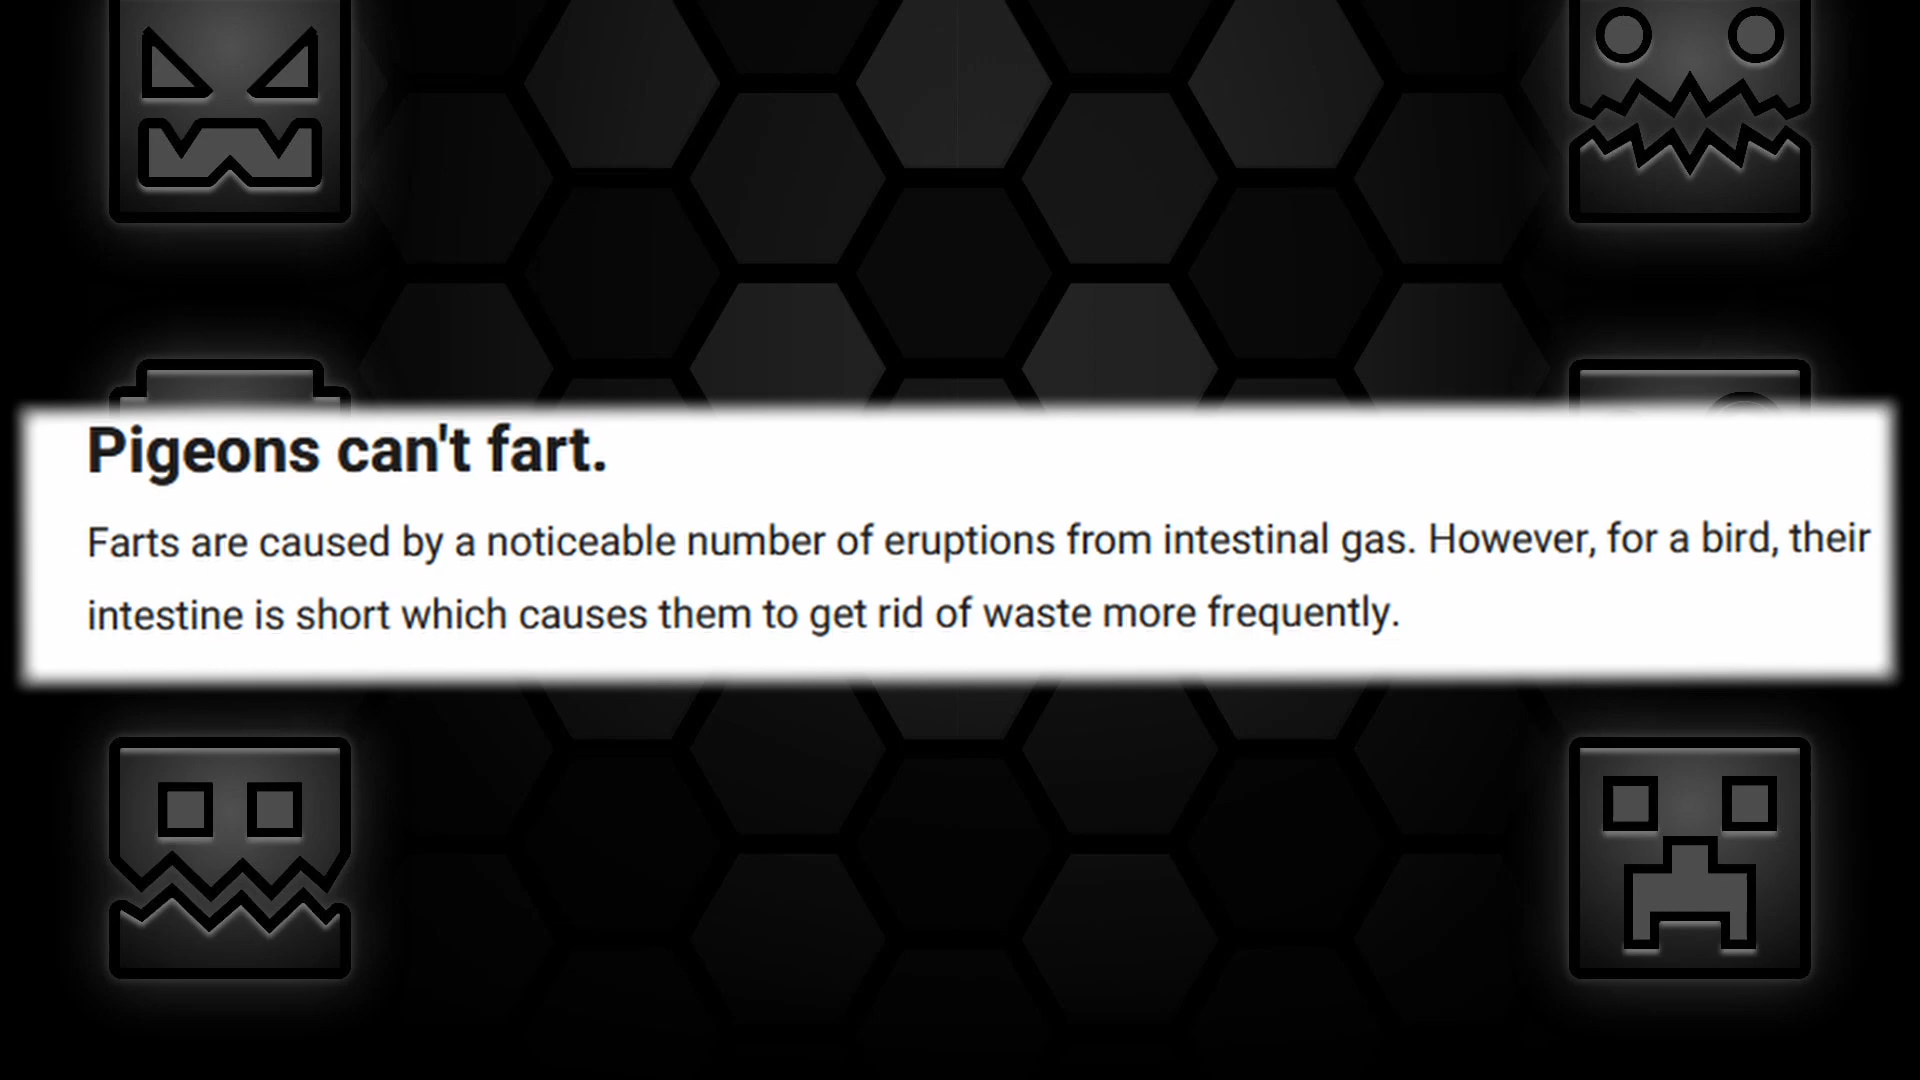 Pigeons can't fart.
Farts are caused by a noticeable number of eruptions from intestinal gas. However, for a bird, their
intestine is short which causes them to get rid of waste more frequently.